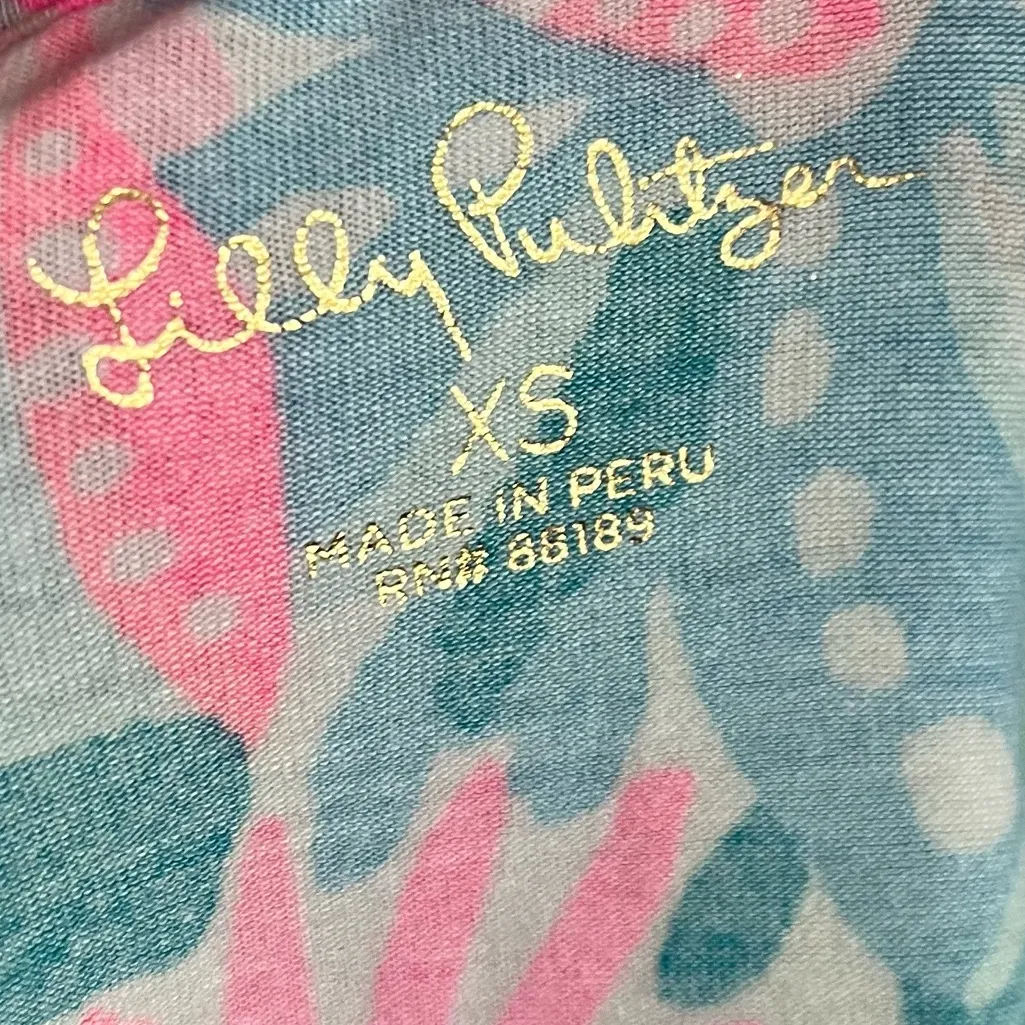 Lilly Pulitzer
XS
MADE IN PERU
RN# 88189